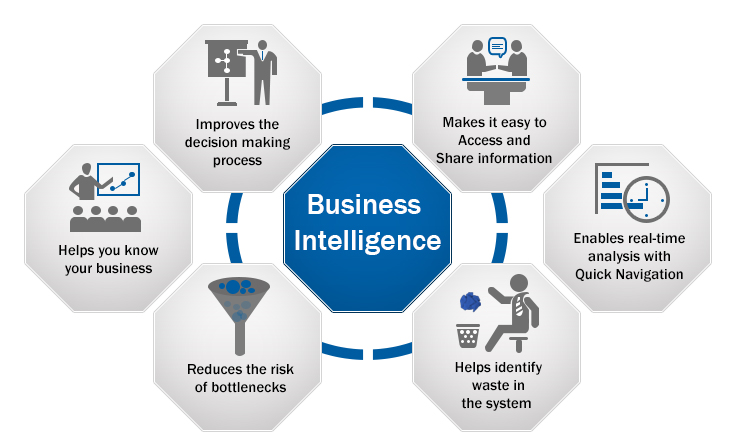 Improves the
decision making
process
Makes it easy to
Access and
Share information
Helps you know
your business
Business
Intelligence
Enables real-time
analysis with
Quick Navigation
Reduces the risk
of bottlenecks
Helps identify
waste in
the system